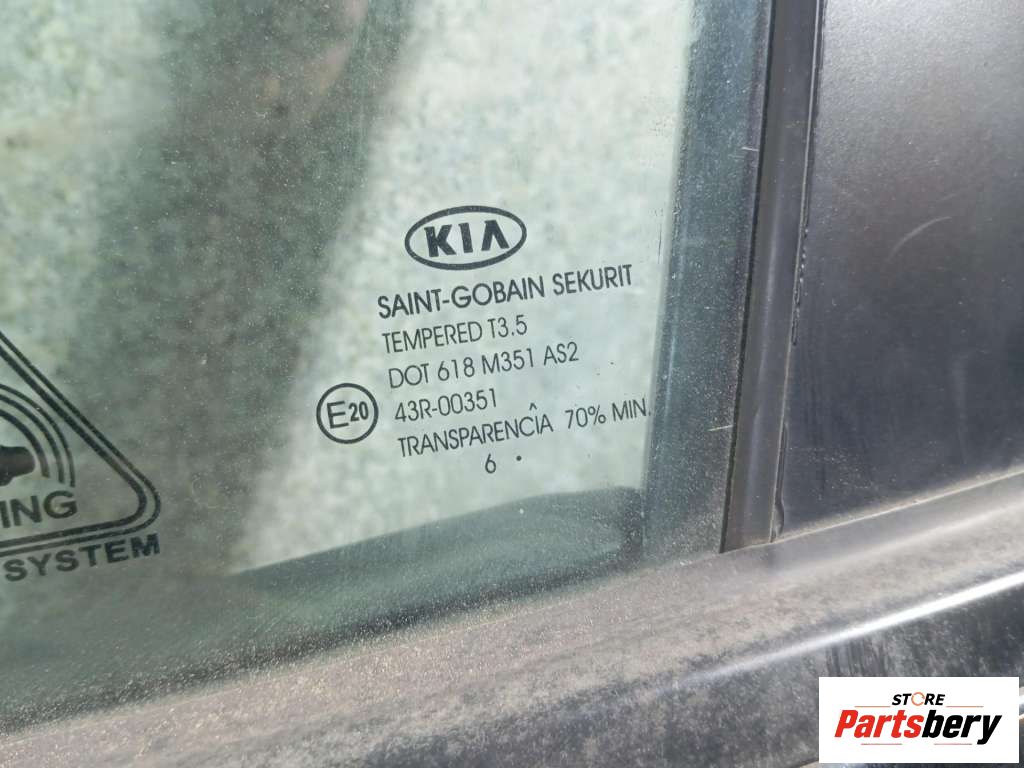 KIA
SAINT-GOBAIN SEKURIT
TEMPERED T3.5
DOT 618 M351 AS2
E20
43R-00351
TRANSPARENCÎA 70% MIN.
6 .
ING
SYSTEM
STORE
Partsbery